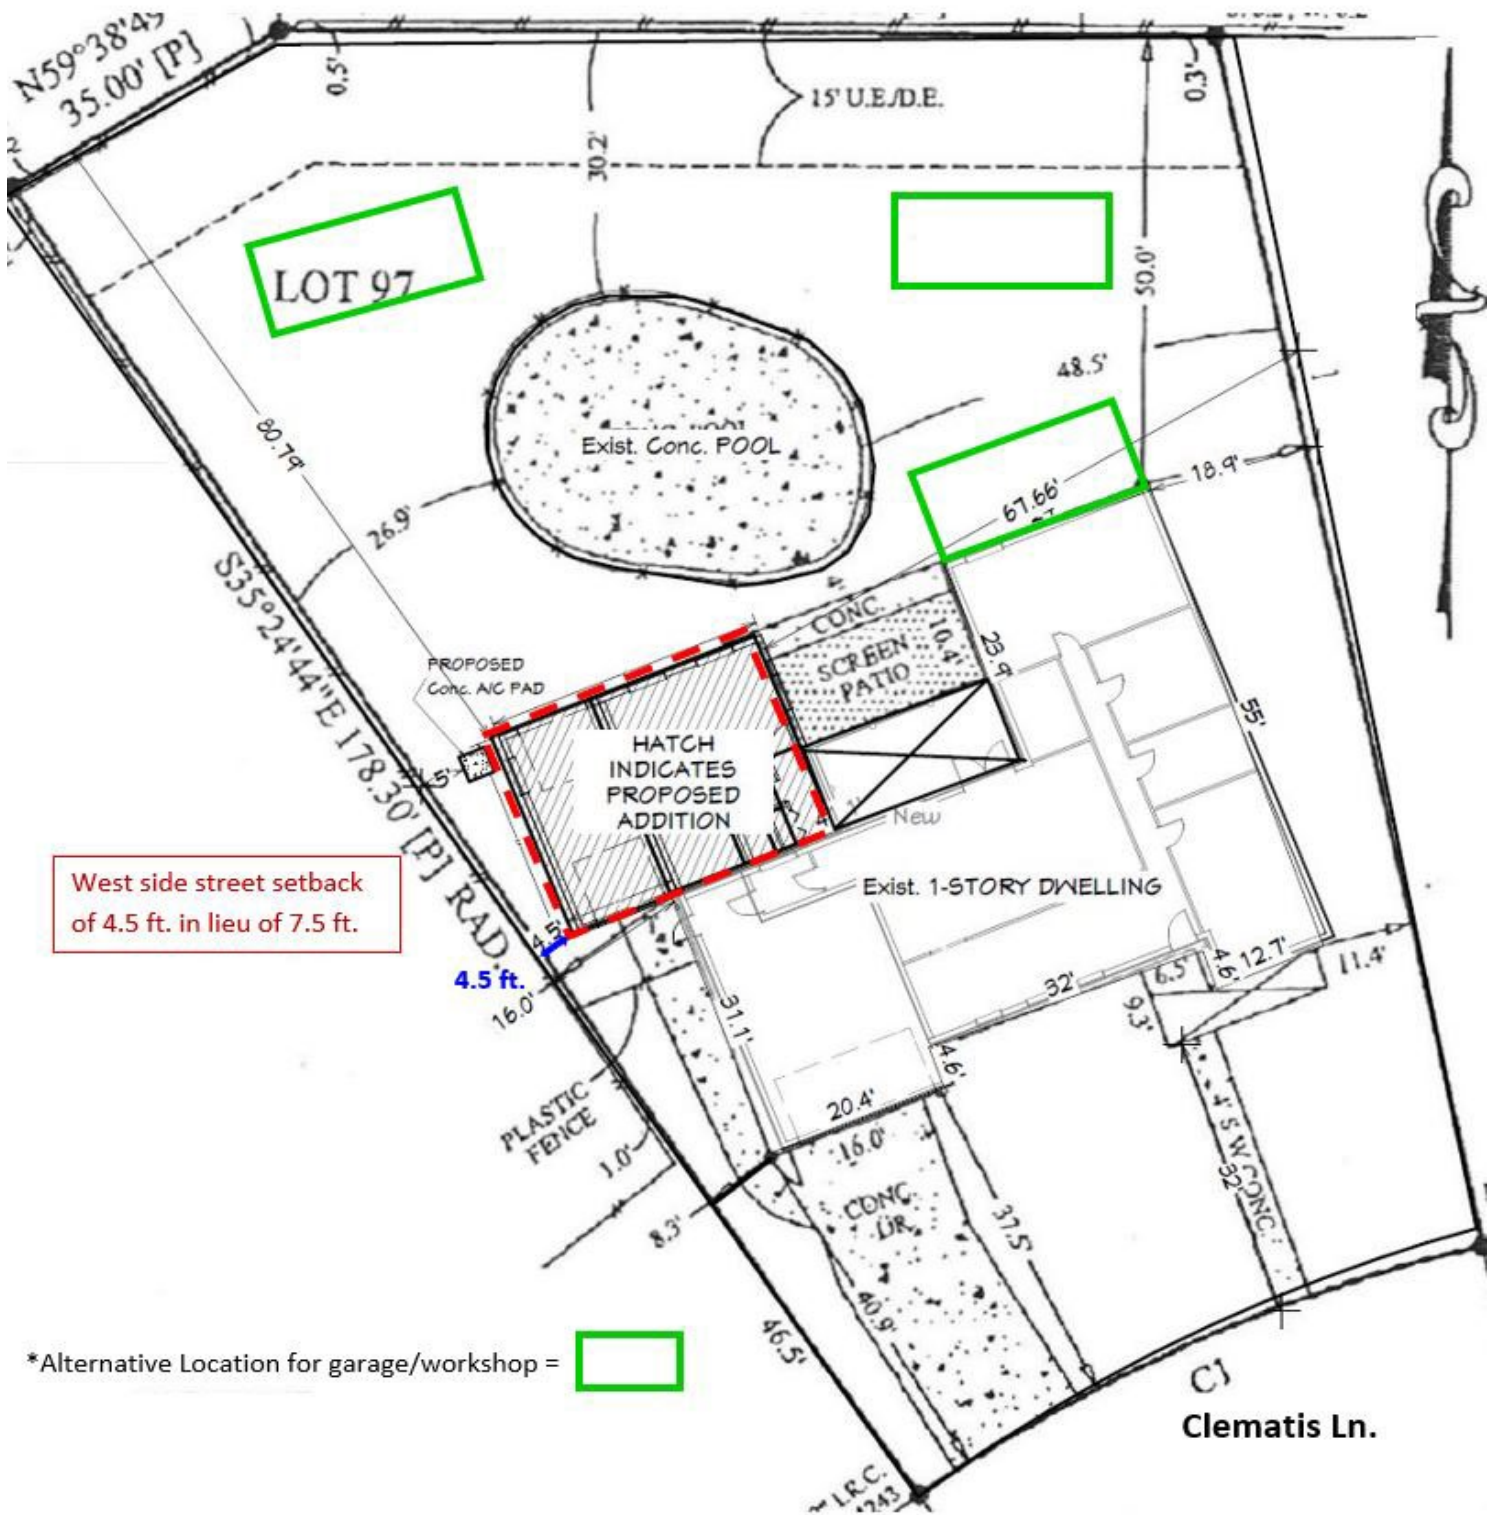 N59°38'49
35.00' [P]
0.5'
30.2'
15' U.E./D.E.
0.3'
LOT 97
50.0'
48.5'
80.79'
Exist. Conc. POOL
26.9'
67.66'
18.9'
S35°24'44"E 178.30' [P] RAD.
PROPOSED
Conc. A/C PAD
4'
CONC.
SCREEN
PATIO
10.4'
23.9'
55'
5'
HATCH
INDICATES
PROPOSED
ADDITION
New
Exist. 1-STORY DWELLING
West side street setback
of 4.5 ft. in lieu of 7.5 ft.
4.5'
4.5 ft.
16.0'
31.1'
32'
6.5'
4.6'
12.7'
11.4'
9.3'
4.6'
20.4'
16.0'
PLASTIC
FENCE
1.0'
8.3'
CONC.
DR.
37.5'
4' S W CONC.
32'
40.9'
46.5'
*Alternative Location for garage/workshop =
Clematis Ln.
I.R.C.
4243